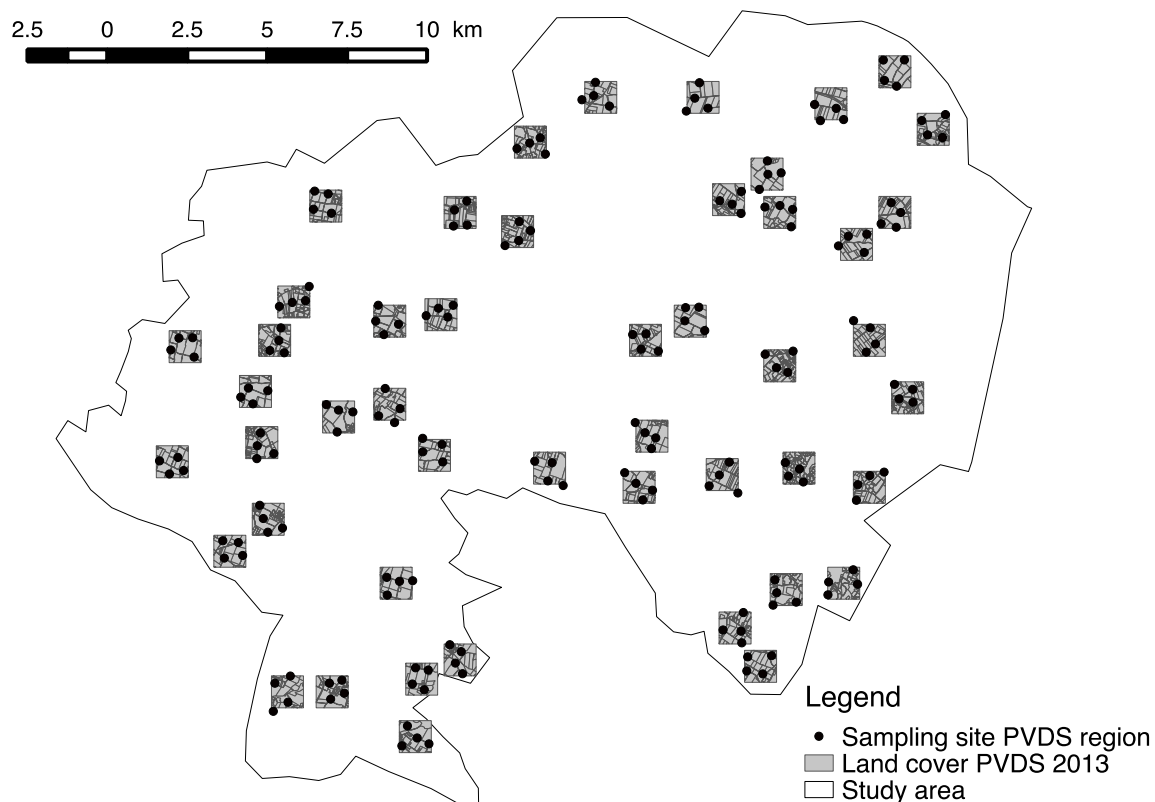 2.5 0 2.5 5 7.5 10 km
Legend
Sampling site PVDS region
Land cover PVDS 2013
Study area